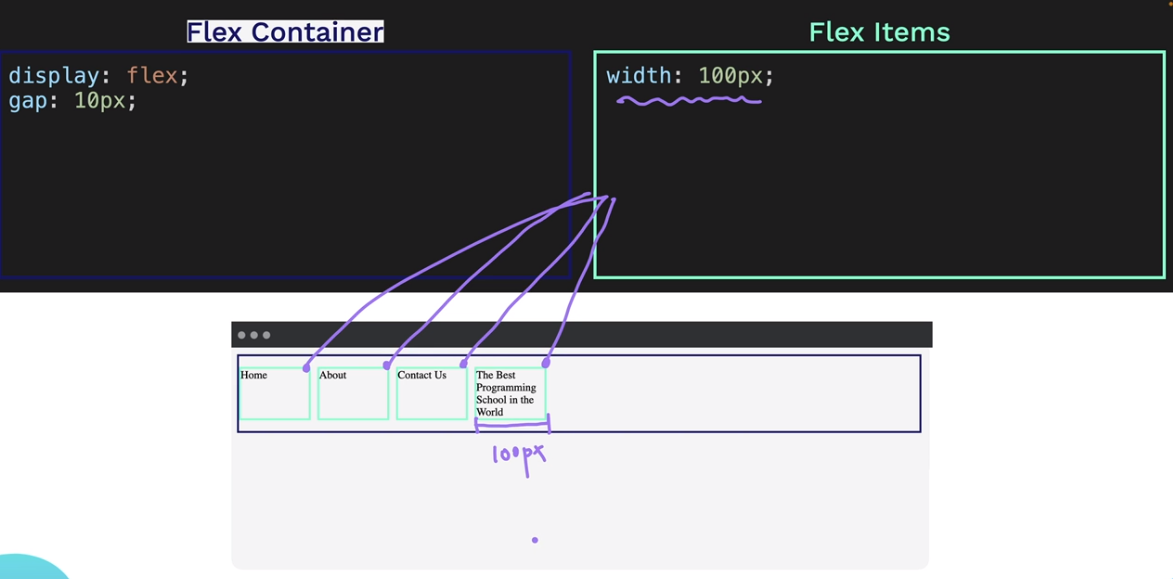 Flex Container
Flex Items
display: flex;
gap: 10px;
width: 100px;
Home
About
Contact Us
The Best
Programming
School in the
World
100px